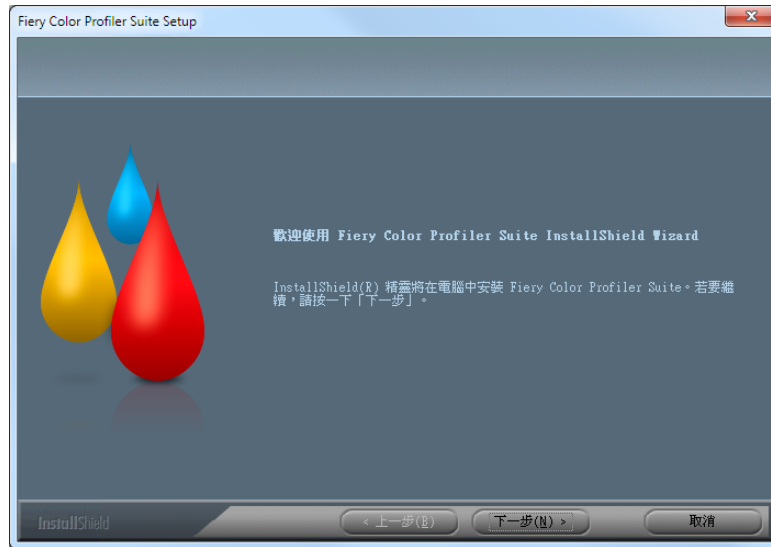 Fiery Color Profiler Suite Setup
歡迎使用 Fiery Color Profiler Suite InstallShield Wizard
InstallShield(R) 精靈將在電腦中安裝 Fiery Color Profiler Suite。若要繼
續，請按一下「下一步」。
InstallShield
< 上一步(B)
下一步(N) >
取消